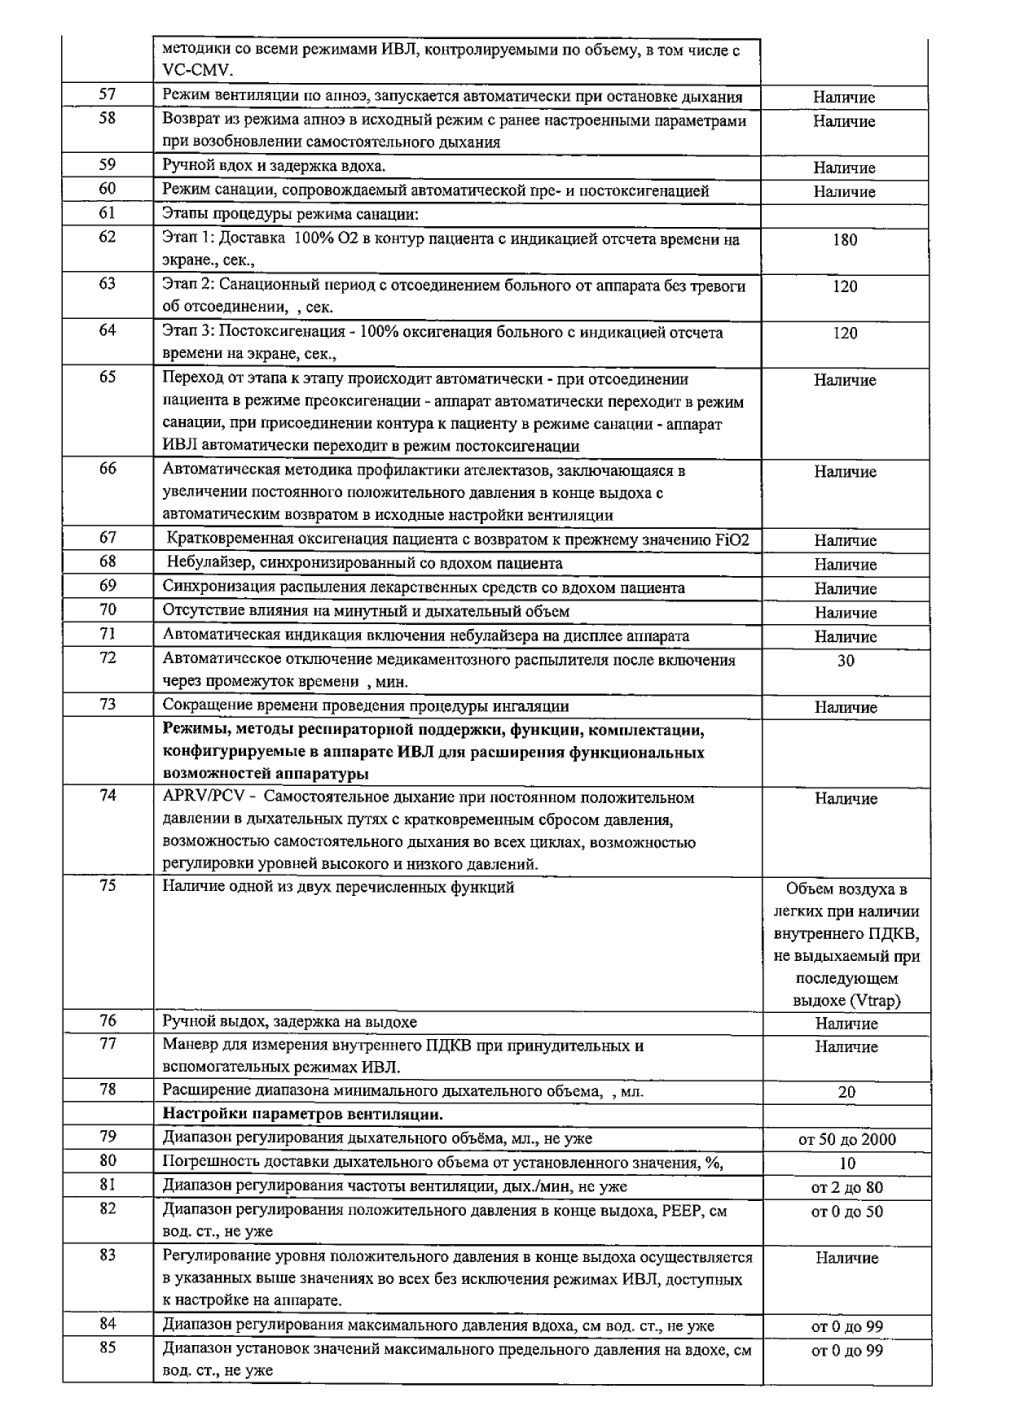 методики со всеми режимами ИВЛ, контролируемыми по объему, в том числе с
VC-CMV.
57 Режим вентиляции по апноэ, запускается автоматически при остановке дыхания Наличие
58 Возврат из режима апноэ в исходный режим с ранее настроенными параметрами Наличие
при возобновлении самостоятельного дыхания
59 Ручной вдох и задержка вдоха. Наличие
60 Режим санации, сопровождаемый автоматической пре- и постоксигенацией Наличие
61 Этапы процедуры режима санации:
62 Этап 1: Доставка 100% О2 в контур пациента с индикацией отсчета времени на 180
экране., сек.,
63 Этап 2: Санационный период с отсоединением больного от аппарата без тревоги 120
об отсоединении, , сек.
64 Этап 3: Постоксигенация - 100% оксигенация больного с индикацией отсчета 120
времени на экране, сек.,
65 Переход от этапа к этапу происходит автоматически - при отсоединении Наличие
пациента в режиме преоксигенации - аппарат автоматически переходит в режим
санации, при присоединении контура к пациенту в режиме санации - аппарат
ИВЛ автоматически переходит в режим постоксигенации
66 Автоматическая методика профилактики ателектазов, заключающаяся в Наличие
увеличении постоянного положительного давления в конце выдоха с
автоматическим возвратом в исходные настройки вентиляции
67 Кратковременная оксигенация пациента с возвратом к прежнему значению FiO2 Наличие
68 Небулайзер, синхронизированный со вдохом пациента Наличие
69 Синхронизация распыления лекарственных средств со вдохом пациента Наличие
70 Отсутствие влияния на минутный и дыхательный объем Наличие
71 Автоматическая индикация включения небулайзера на дисплее аппарата Наличие
72 Автоматическое отключение медикаментозного распылителя после включения 30
через промежуток времени , мин.
73 Сокращение времени проведения процедуры ингаляции Наличие
Режимы, методы респираторной поддержки, функции, комплектации,
конфигурируемые в аппарате ИВЛ для расширения функциональных
возможностей аппаратуры
74 APRV/PCV - Самостоятельное дыхание при постоянном положительном Наличие
давлении в дыхательных путях с кратковременным сбросом давления,
возможностью самостоятельного дыхания во всех циклах, возможностью
регулировки уровней высокого и низкого давлений.
75 Наличие одной из двух перечисленных функций Объем воздуха в
легких при наличии
внутреннего ПДКВ,
не выдыхаемый при
последующем
выдохе (Vtrap)
76 Ручной выдох, задержка на выдохе Наличие
77 Маневр для измерения внутреннего ПДКВ при принудительных и Наличие
вспомогательных режимах ИВЛ.
78 Расширение диапазона минимального дыхательного объема, , мл. 20
Настройки параметров вентиляции.
79 Диапазон регулирования дыхательного объёма, мл., не уже от 50 до 2000
80 Погрешность доставки дыхательного объема от установленного значения, %, 10
81 Диапазон регулирования частоты вентиляции, дых./мин, не уже от 2 до 80
82 Диапазон регулирования положительного давления в конце выдоха, PEEP, см от 0 до 50
вод. ст., не уже
83 Регулирование уровня положительного давления в конце выдоха осуществляется Наличие
в указанных выше значениях во всех без исключения режимах ИВЛ, доступных
к настройке на аппарате.
84 Диапазон регулирования максимального давления вдоха, см вод. ст., не уже от 0 до 99
85 Диапазон установок значений максимального предельного давления на вдохе, см от 0 до 99
вод. ст., не уже